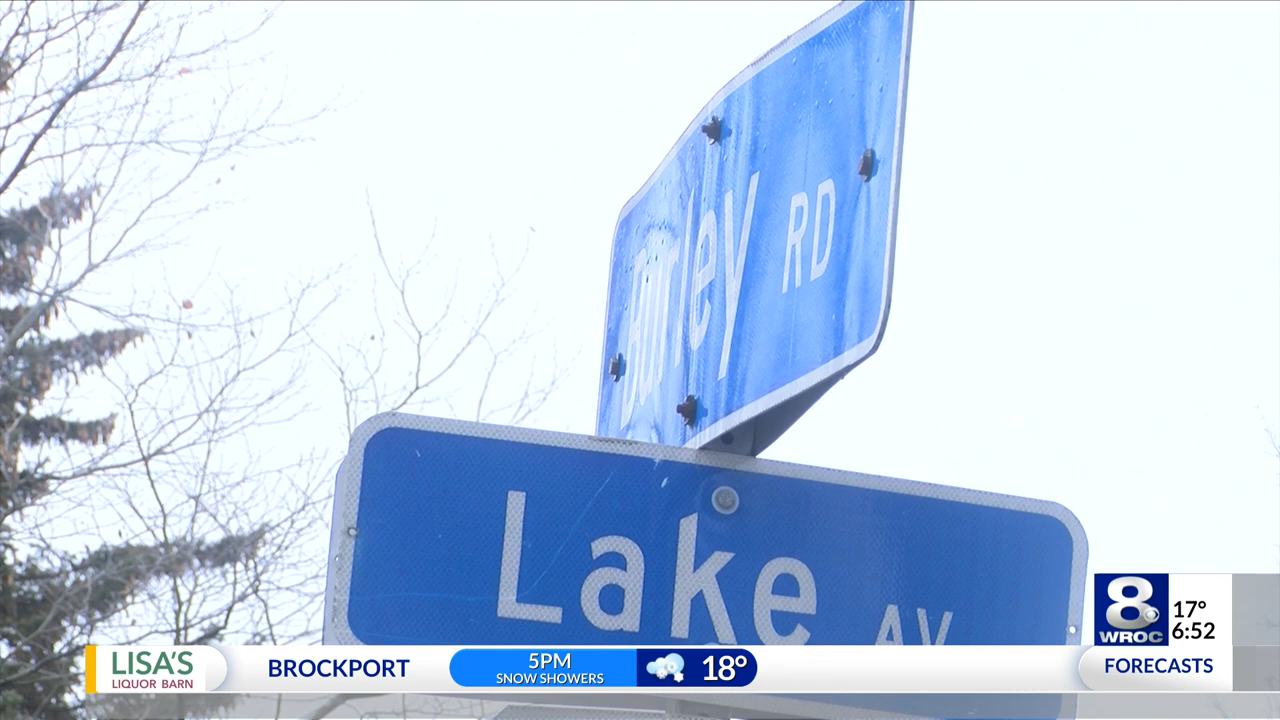 Burley RD
Lake AV
8
WROC
17°
6:52
LISA'S
LIQUOR BARN
BROCKPORT
5PM
SNOW SHOWERS
18°
FORECASTS